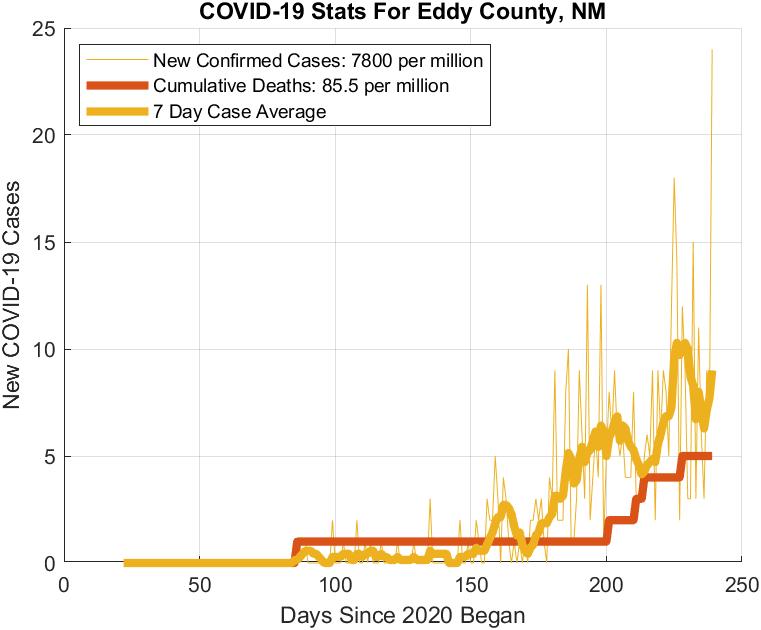 COVID-19 Stats For Eddy County, NM
25
New Confirmed Cases: 7800 per million
Cumulative Deaths: 85.5 per million
7 Day Case Average
20
15
10
5
0
New COVID-19 Cases
0 50 100 150 200 250
Days Since 2020 Began